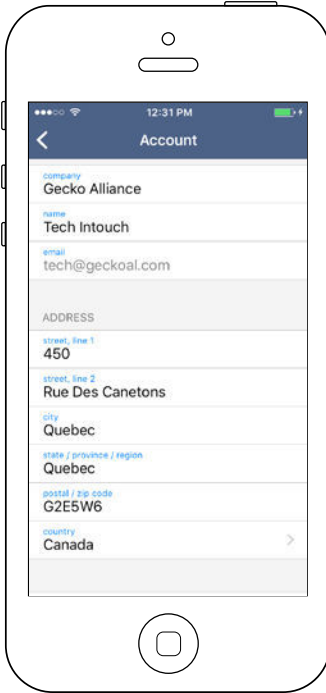 12:31 PM
Account
company
Gecko Alliance
name
Tech Intouch
email
tech@geckoal.com
ADDRESS
street, line 1
450
street, line 2
Rue Des Canetons
city
Quebec
state / province / region
Quebec
postal / zip code
G2E5W6
country
Canada